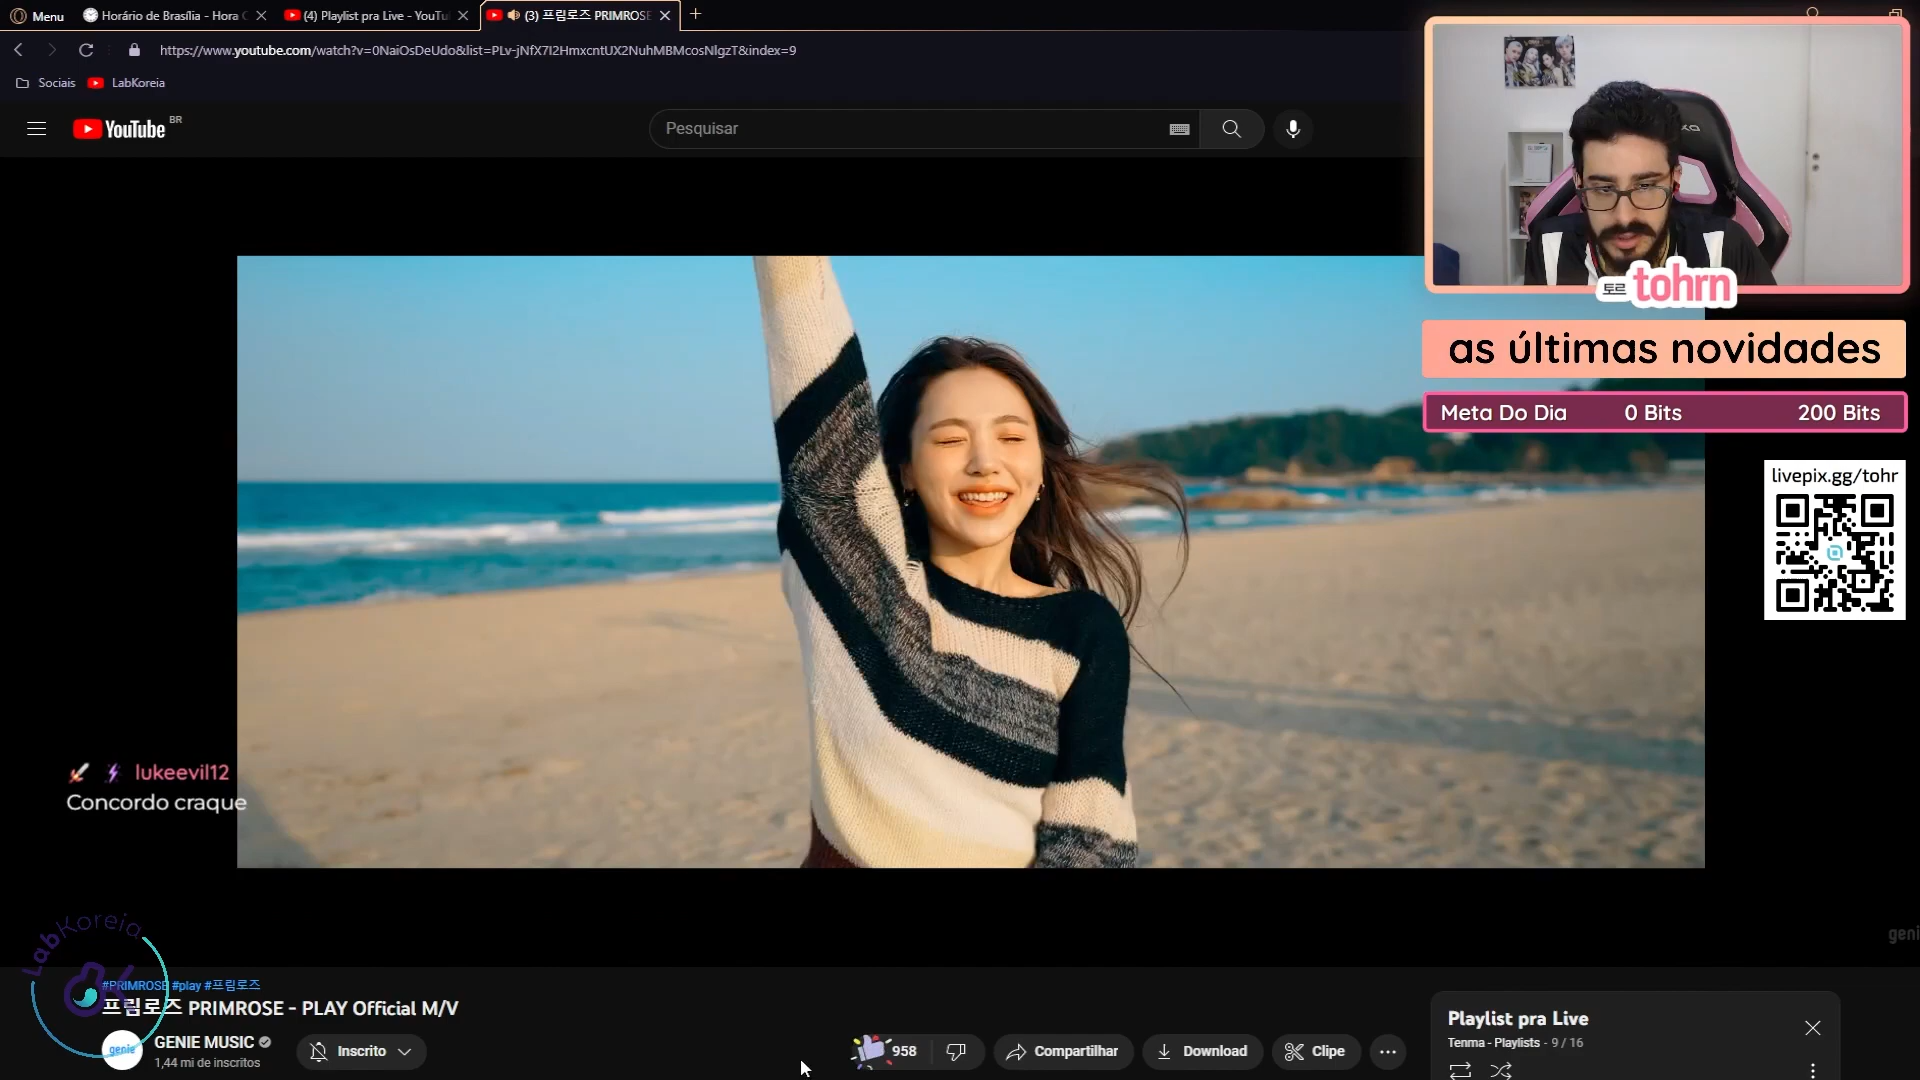 Menu
Horário de Brasília - Hora
(4) Playlist pra Live - YouTu
(3) 프림로즈 PRIMROSE
https://www.youtube.com/watch?v=0NaiOsDeUdo&list=PLv-jNfX7I2HmxcntUX2NuhMBMcosNlgzT&index=9
Sociais
LabKoreia
YouTube BR
Pesquisar
토르 tohrn
as últimas novidades
Meta Do Dia 0 Bits 200 Bits
livepix.gg/tohr
lukeevil12
Concordo craque
geni
LabKoreia
#PRIMROSE #play #프림로즈
프림로즈 PRIMROSE - PLAY Official M/V
genie
GENIE MUSIC
1,44 mi de inscritos
Inscrito
958
Compartilhar
Download
Clipe
Playlist pra Live
Tenma - Playlists - 9 / 16